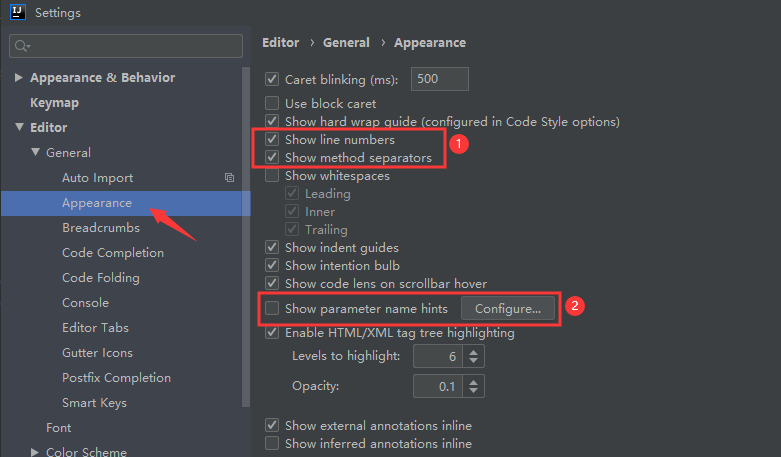 IJ Settings
Appearance & Behavior
Keymap
Editor
General
Auto Import
Appearance
Breadcrumbs
Code Completion
Code Folding
Console
Editor Tabs
Gutter Icons
Postfix Completion
Smart Keys
Font
Color Scheme
Editor › General › Appearance
Caret blinking (ms): 500
Use block caret
Show hard wrap guide (configured in Code Style options)
Show line numbers
1
Show method separators
Show whitespaces
Leading
Inner
Trailing
Show indent guides
Show intention bulb
Show code lens on scrollbar hover
Show parameter name hints Configure... 2
Enable HTML/XML tag tree highlighting
Levels to highlight: 6
Opacity: 0.1
Show external annotations inline
Show inferred annotations inline